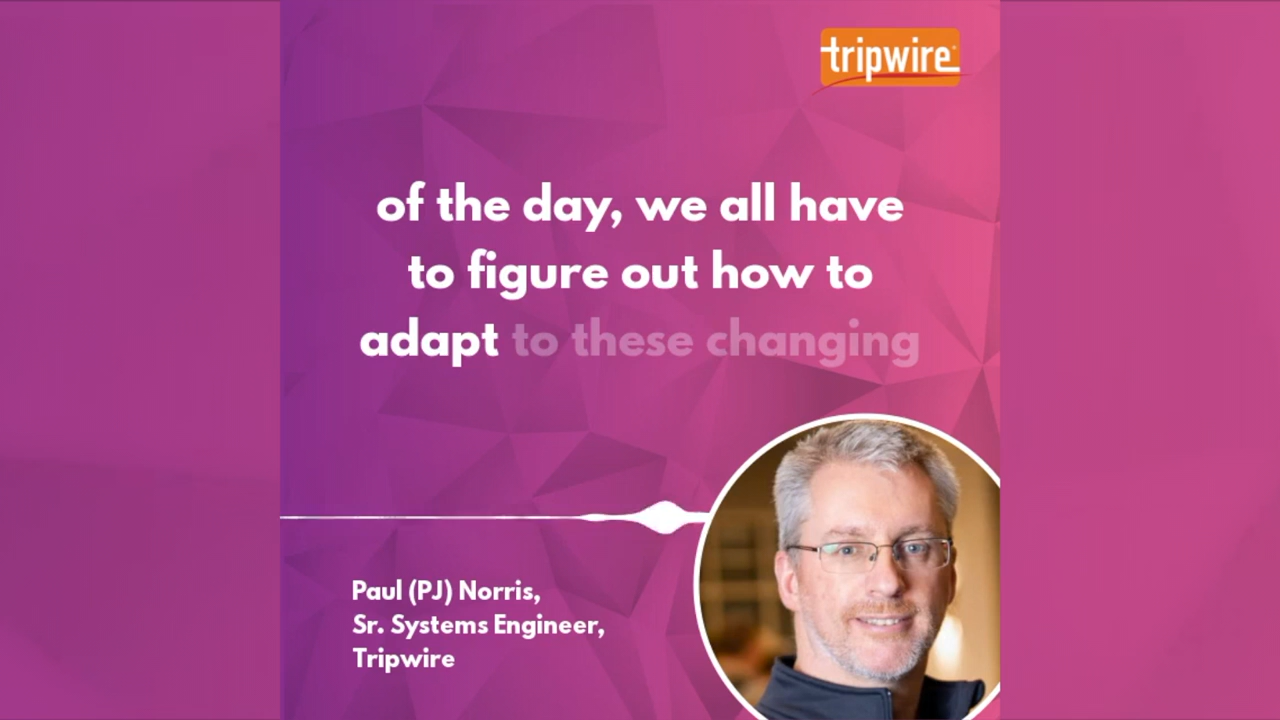 tripwire
of the day, we all have
to figure out how to
adapt to these changing
Paul (PJ) Norris,
Sr. Systems Engineer,
Tripwire